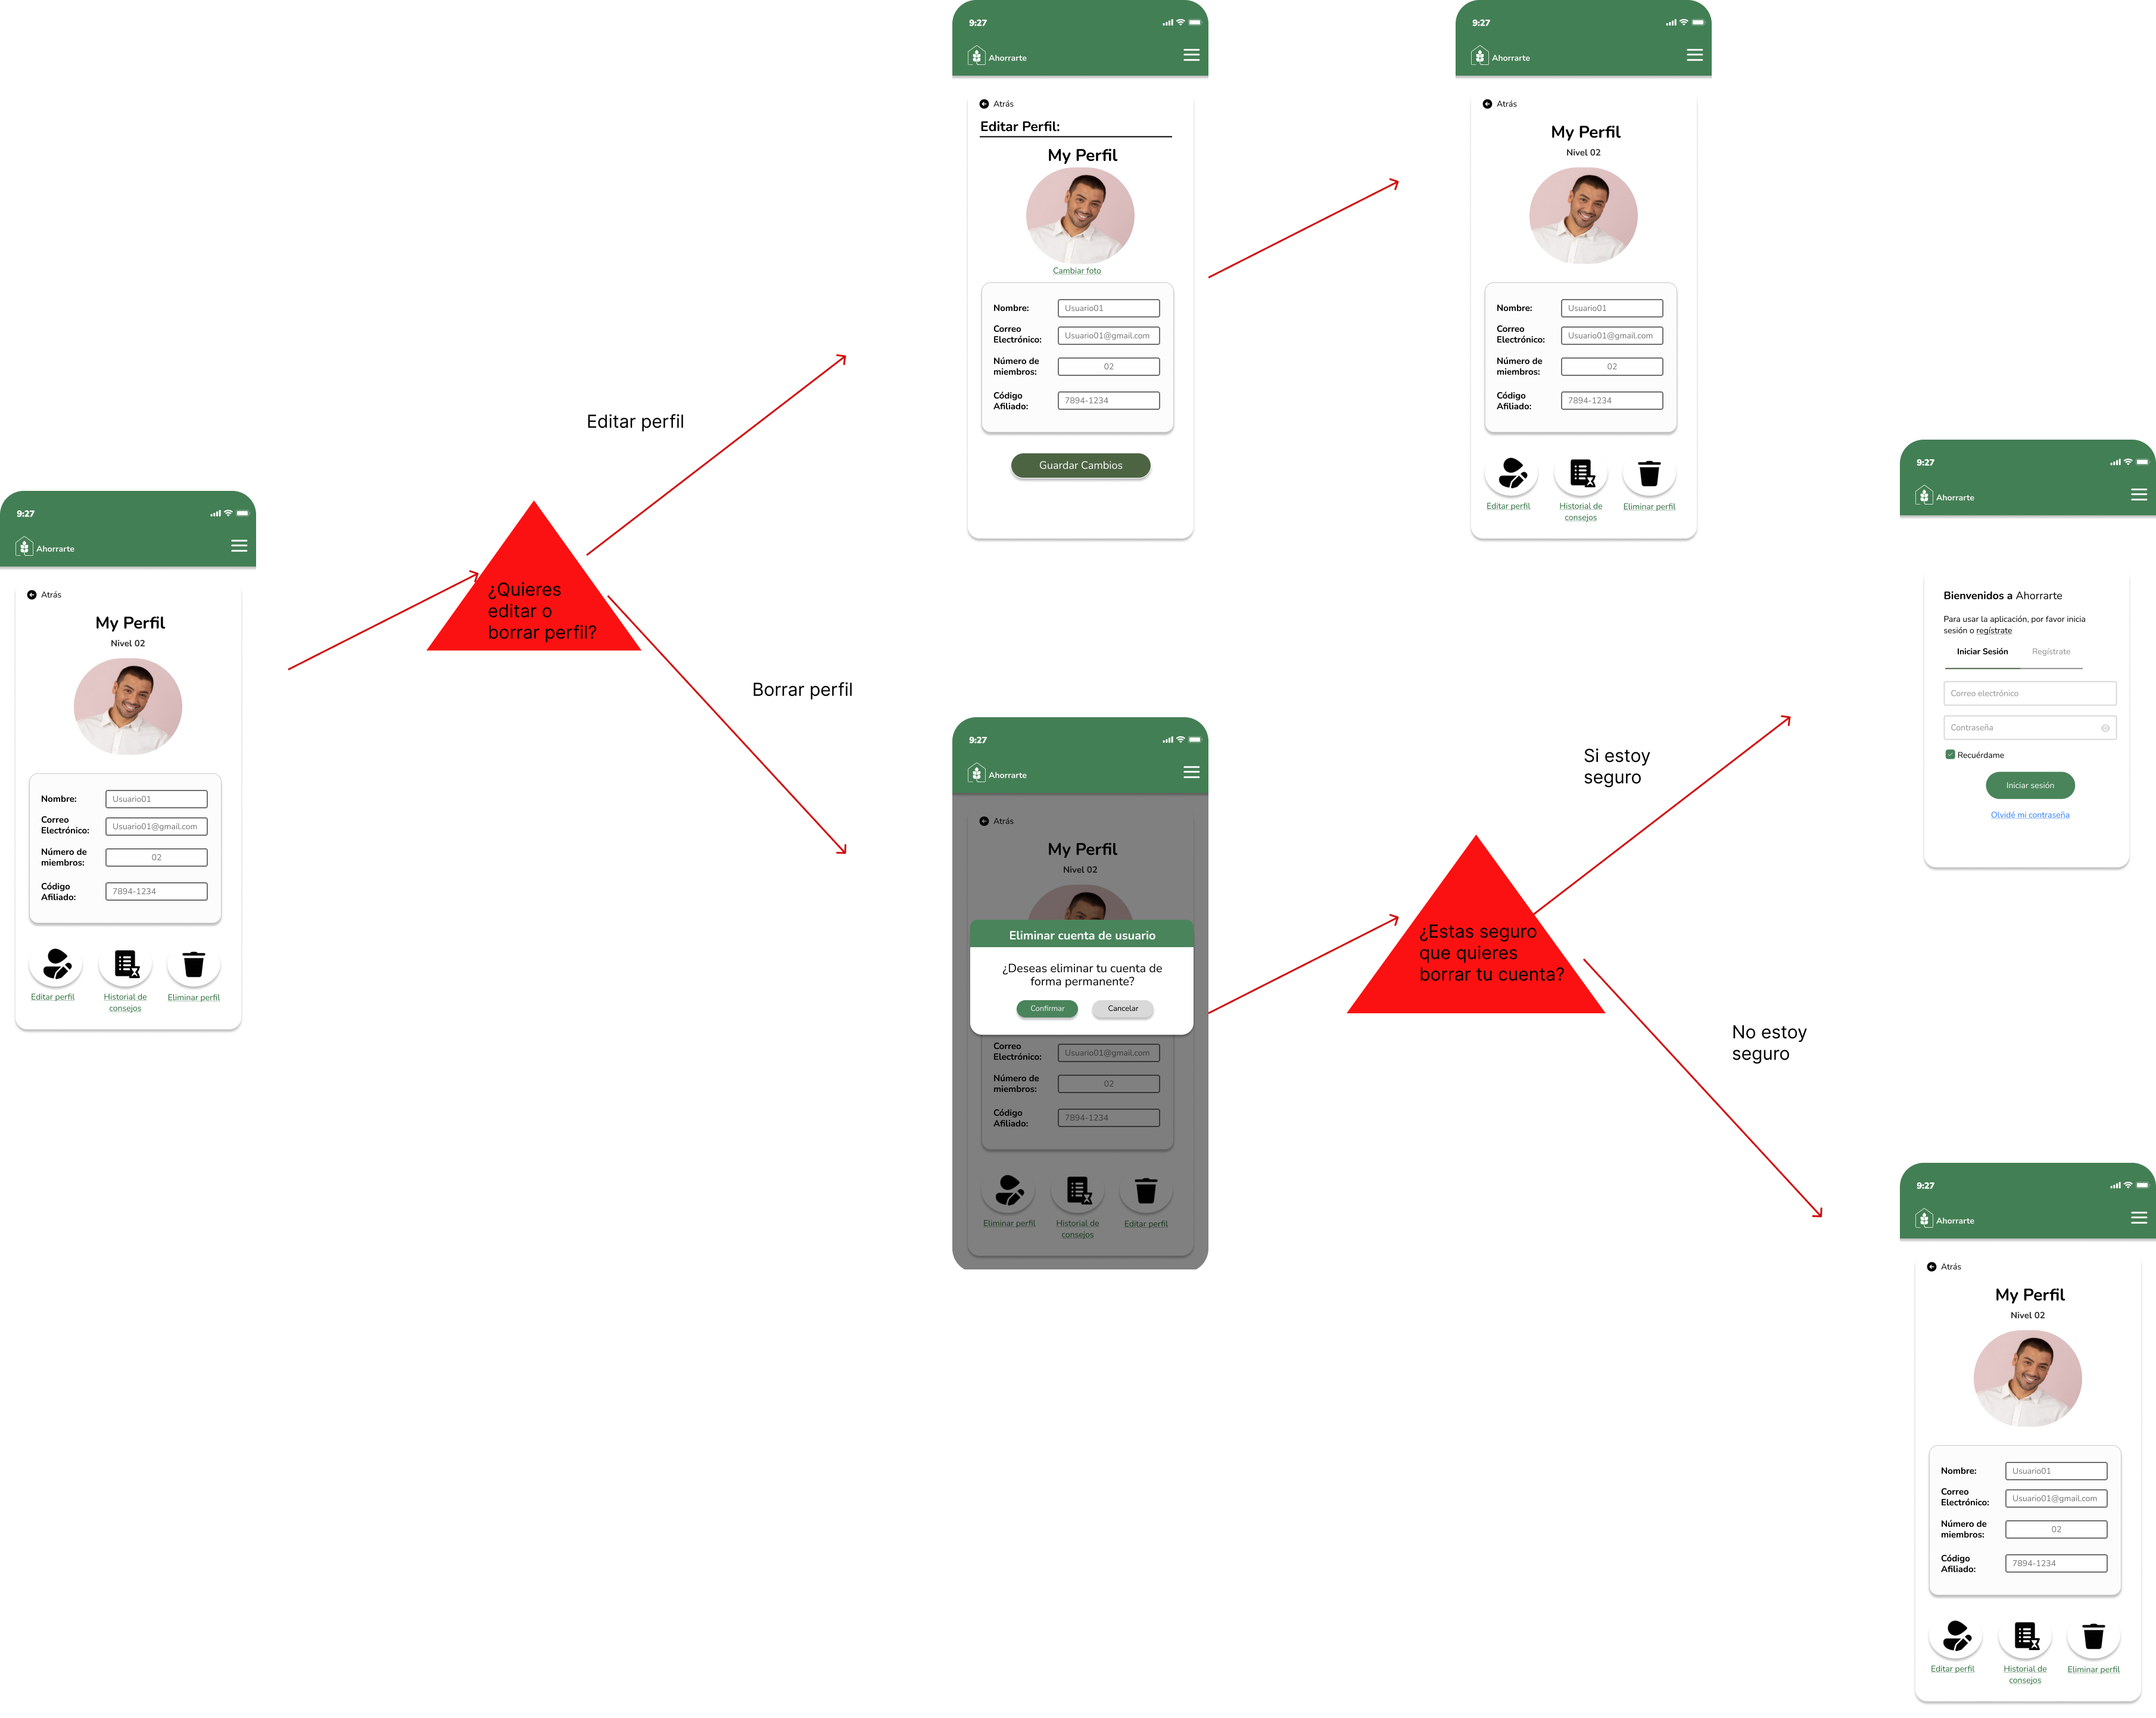 9:27
Ahorrarte
Atrás
My Perfil
Nivel 02
Nombre:
Usuario01
Correo
Electrónico:
Usuario01@gmail.com
Número de
miembros:
02
Código
Afiliado:
7894-1234
Editar perfil
Historial de
consejos
Eliminar perfil
¿Quieres
editar o
borrar perfil?
Editar perfil
Borrar perfil
9:27
Ahorrarte
Atrás
Editar Perfil:
My Perfil
Cambiar foto
Nombre:
Usuario01
Correo
Electrónico:
Usuario01@gmail.com
Número de
miembros:
02
Código
Afiliado:
7894-1234
Guardar Cambios
9:27
Ahorrarte
Atrás
My Perfil
Nivel 02
Nombre:
Usuario01
Correo
Electrónico:
Usuario01@gmail.com
Número de
miembros:
02
Código
Afiliado:
7894-1234
Editar perfil
Historial de
consejos
Eliminar perfil
9:27
Ahorrarte
Atrás
My Perfil
Nivel 02
Eliminar cuenta de usuario
¿Deseas eliminar tu cuenta de
forma permanente?
Confirmar
Cancelar
Correo
Electrónico:
Usuario01@gmail.com
Número de
miembros:
02
Código
Afiliado:
7894-1234
Eliminar perfil
Historial de
consejos
Editar perfil
¿Estas seguro
que quieres
borrar tu cuenta?
Si estoy
seguro
No estoy
seguro
9:27
Ahorrarte
Bienvenidos a Ahorrarte
Para usar la aplicación, por favor inicia
sesión o regístrate
Iniciar Sesión
Regístrate
Correo electrónico
Contraseña
Recuérdame
Iniciar sesión
Olvidé mi contraseña
9:27
Ahorrarte
Atrás
My Perfil
Nivel 02
Nombre:
Usuario01
Correo
Electrónico:
Usuario01@gmail.com
Número de
miembros:
02
Código
Afiliado:
7894-1234
Editar perfil
Historial de
consejos
Eliminar perfil